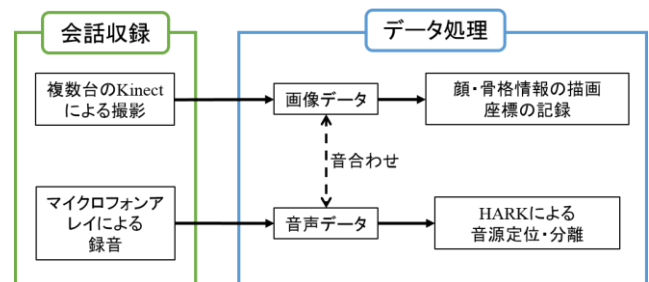 会話収録
データ処理
複数台のKinect
による撮影
画像データ
顔・骨格情報の描画
座標の記録
音合わせ
マイクロフォンア
レイによる
録音
音声データ
HARKによる
音源定位・分離